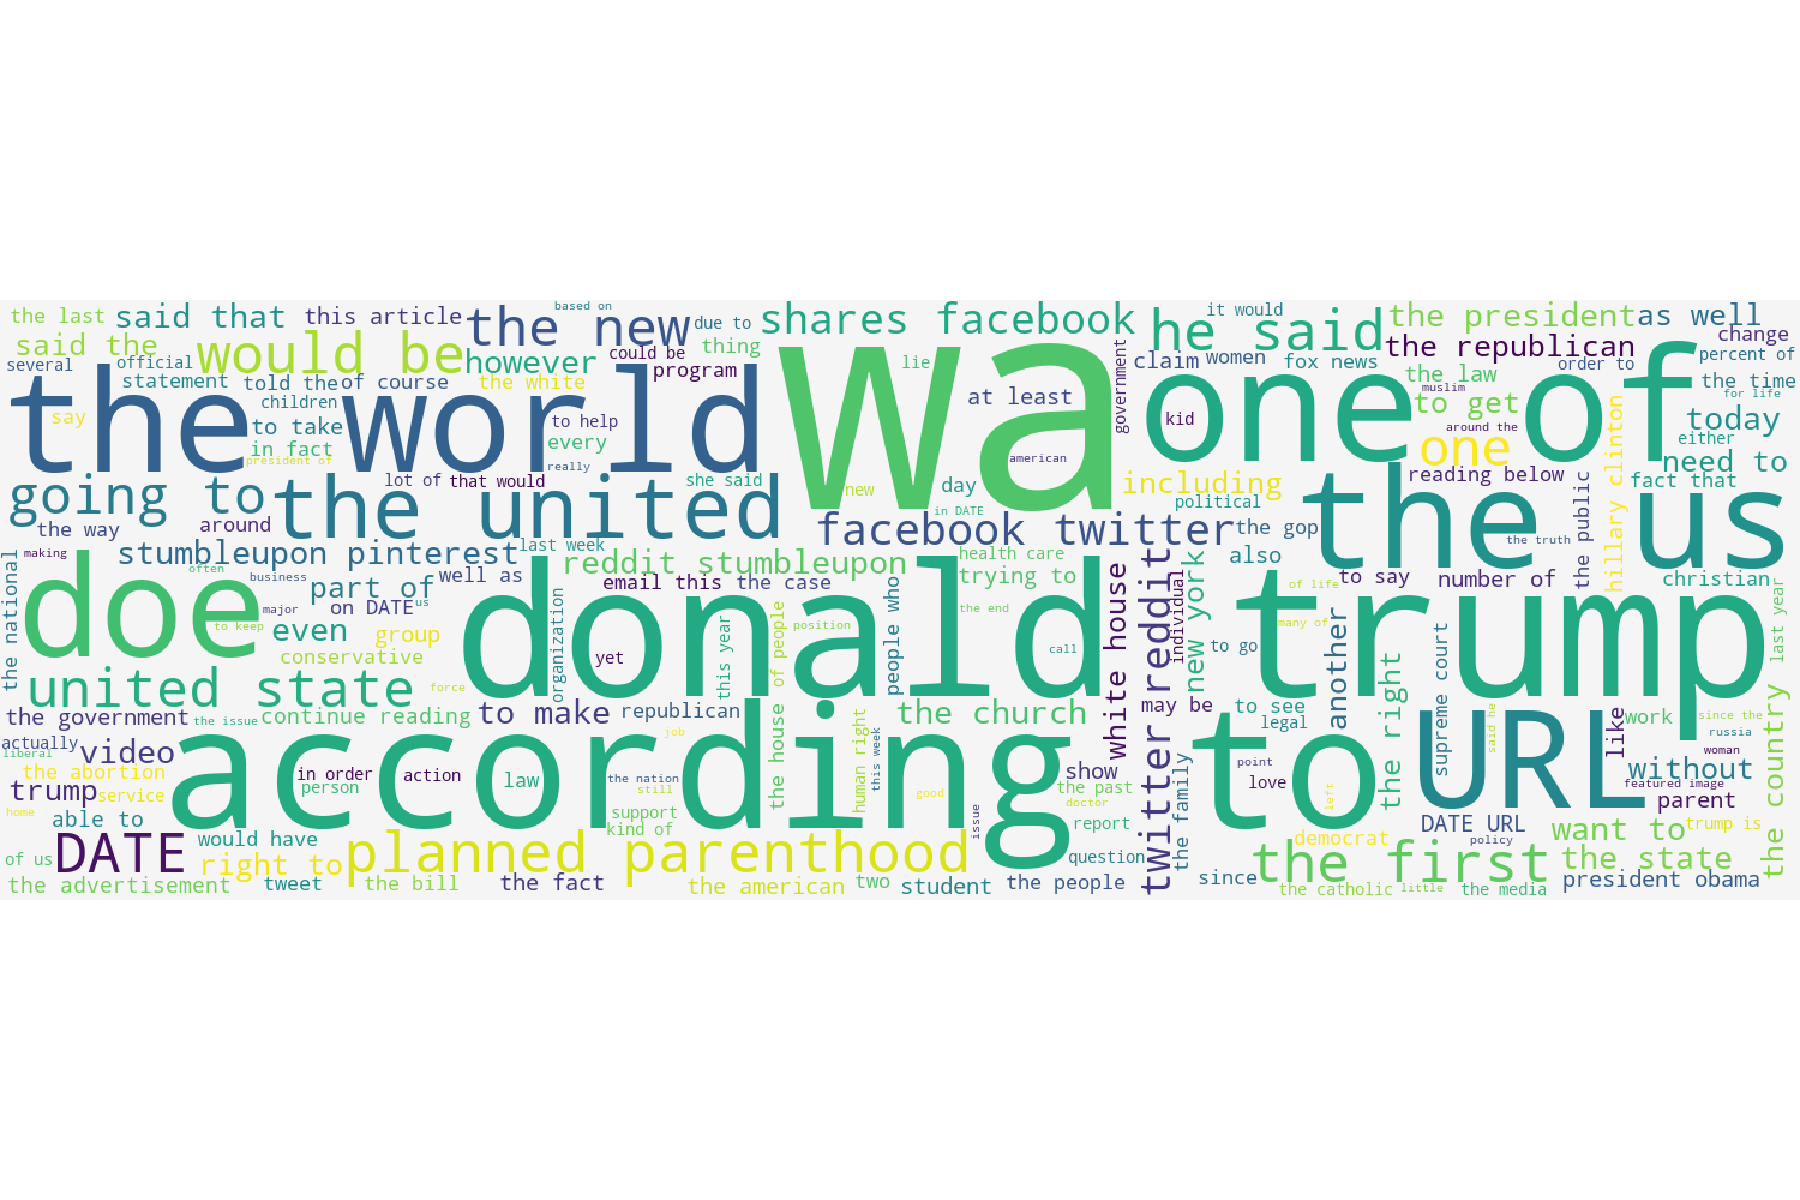 the last
said that
this article
the new
based on
due to
shares facebook
he said
it would
the president
as well
said the
would be
however
could be
thing
lie
government
claim
women
fox news
the republican
order to
change
percent of
several
official
statement
told the
of course
the white
program
wa
at least
one of
the law
muslim
the time
for life
say
children
the world
to help
kid
to get
today
to take
in fact
every
around the
one
hillary clinton
either
president of
really
american
need to
going to
the united
lot of
that would
she said
new
day
including
political
reading below
the us
fact that
the way
around
in DATE
facebook twitter
the gop
the truth
the public
the national
making
stumbleupon pinterest
last week
reddit stumbleupon
health care
also
often
business
part of
well as
email this
the case
trying to
twitter reddit
white house
new york
individual
of life
to say
number of
christian
doe
major
on DATE
us
donald trump
organization
this year
the house of people
position
people who
the end
many of
last year
to keep
even
group
conservative
yet
call
to go
another
supreme court
the right
united state
force
the government
the issue
continue reading
to make
republican
the church
may be
to see
legal
said he
like
work
since the
the country
actually
liberal
video
job
human right
this week
according to
URL
russia
woman
the abortion
in order
person
action
law
the nation
still
show
the past
point
love
left
without
featured image
trump
service
good
doctor
parent
home
able to
support
kind of
issue
report
the family
DATE URL
want to
trump is
of us
DATE
would have
right to
planned parenthood
question
democrat
policy
the first
the state
the advertisement
tweet
the bill
the fact
the american
two
student
the people
since
the catholic
little
the media
president obama